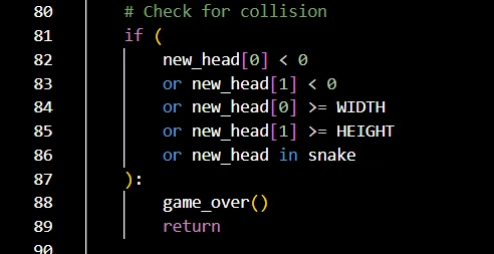 80 # Check for collision
81 if (
82 new_head[0] < 0
83 or new_head[1] < 0
84 or new_head[0] >= WIDTH
85 or new_head[1] >= HEIGHT
86 or new_head in snake
87 ):
88 game_over()
89 return
90